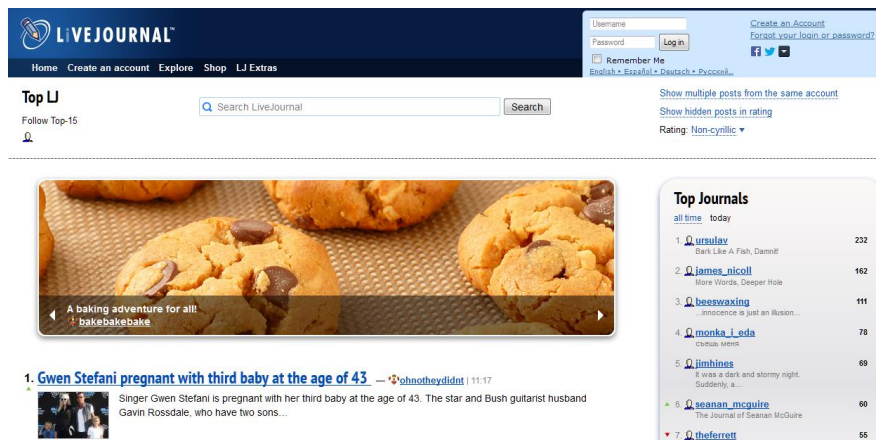 LiVEJOURNAL™
Username
Create an Account
Password
Log in
Forgot your login or password?
Remember Me
English • Español • Deutsch • Русский…
Home Create an account Explore Shop LJ Extras
Top LJ
Follow Top-15
Search LiveJournal
Search
Show multiple posts from the same account
Show hidden posts in rating
Rating: Non-cyrillic ▼
A baking adventure for all!
bakebakebake
1. Gwen Stefani pregnant with third baby at the age of 43 — ohnotheydidnt | 11:17
Singer Gwen Stefani is pregnant with her third baby at the age of 43. The star and Bush guitarist husband
Gavin Rossdale, who have two sons...
Top Journals
all time today
1. ursulav 232
Bark Like A Fish, Damnit!
2. james_nicoll 162
More Words, Deeper Hole
3. beeswaxing 111
...innocence is just an illusion...
4. monka_i_eda 78
съешь меня
5. jimhines 69
It was a dark and stormy night.
Suddenly, a...
6. seanan_mcguire 60
The Journal of Seanan McGuire
7. theferrett 55